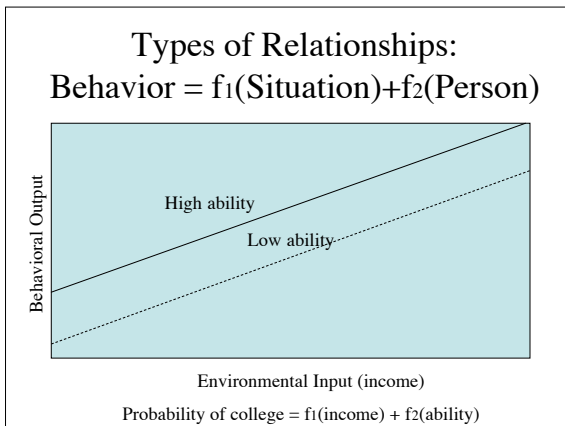 Types of Relationships:
Behavior = f₁(Situation)+f₂(Person)
High ability
Low ability
Behavioral Output
Environmental Input (income)
Probability of college = f₁(income) + f₂(ability)